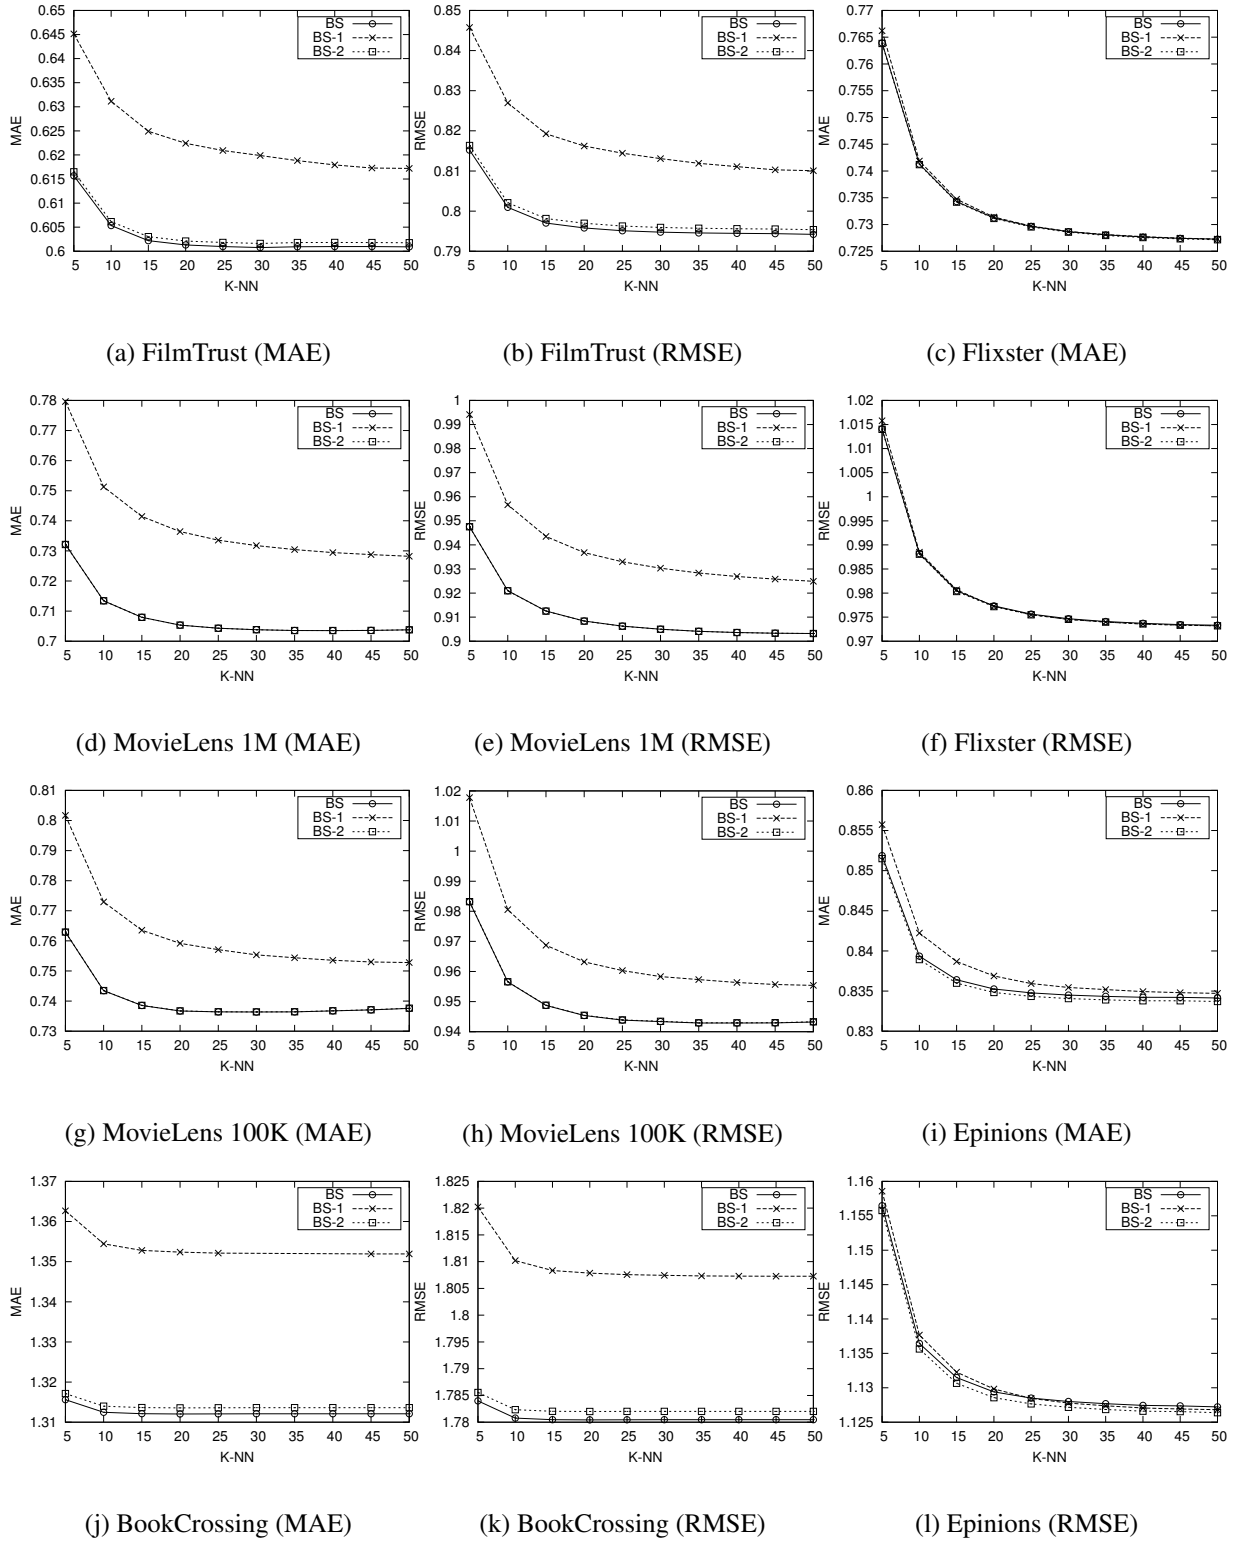 0.65
0.645
0.64
0.635
0.63
0.625
0.62
0.615
0.61
0.605
0.6
MAE
BS
BS-1
BS-2
5 10 15 20 25 30 35 40 45 50
K-NN
(a) FilmTrust (MAE)
0.85
0.84
0.83
0.82
0.81
0.8
0.79
RMSE
BS
BS-1
BS-2
5 10 15 20 25 30 35 40 45 50
K-NN
(b) FilmTrust (RMSE)
0.77
0.765
0.76
0.755
0.75
0.745
0.74
0.735
0.73
0.725
MAE
BS
BS-1
BS-2
5 10 15 20 25 30 35 40 45 50
K-NN
(c) Flixster (MAE)
0.78
0.77
0.76
0.75
0.74
0.73
0.72
0.71
0.7
MAE
BS
BS-1
BS-2
5 10 15 20 25 30 35 40 45 50
K-NN
(d) MovieLens 1M (MAE)
1
0.99
0.98
0.97
0.96
0.95
0.94
0.93
0.92
0.91
0.9
RMSE
BS
BS-1
BS-2
5 10 15 20 25 30 35 40 45 50
K-NN
(e) MovieLens 1M (RMSE)
1.02
1.015
1.01
1.005
1
0.995
0.99
0.985
0.98
0.975
0.97
RMSE
BS
BS-1
BS-2
5 10 15 20 25 30 35 40 45 50
K-NN
(f) Flixster (RMSE)
0.81
0.8
0.79
0.78
0.77
0.76
0.75
0.74
0.73
MAE
BS
BS-1
BS-2
5 10 15 20 25 30 35 40 45 50
K-NN
(g) MovieLens 100K (MAE)
1.02
1.01
1
0.99
0.98
0.97
0.96
0.95
0.94
RMSE
BS
BS-1
BS-2
5 10 15 20 25 30 35 40 45 50
K-NN
(h) MovieLens 100K (RMSE)
0.86
0.855
0.85
0.845
0.84
0.835
0.83
MAE
BS
BS-1
BS-2
5 10 15 20 25 30 35 40 45 50
K-NN
(i) Epinions (MAE)
1.37
1.36
1.35
1.34
1.33
1.32
1.31
MAE
BS
BS-1
BS-2
5 10 15 20 25 30 35 40 45 50
K-NN
(j) BookCrossing (MAE)
1.825
1.82
1.815
1.81
1.805
1.8
1.795
1.79
1.785
1.78
RMSE
BS
BS-1
BS-2
5 10 15 20 25 30 35 40 45 50
K-NN
(k) BookCrossing (RMSE)
1.16
1.155
1.15
1.145
1.14
1.135
1.13
1.125
RMSE
BS
BS-1
BS-2
5 10 15 20 25 30 35 40 45 50
K-NN
(l) Epinions (RMSE)